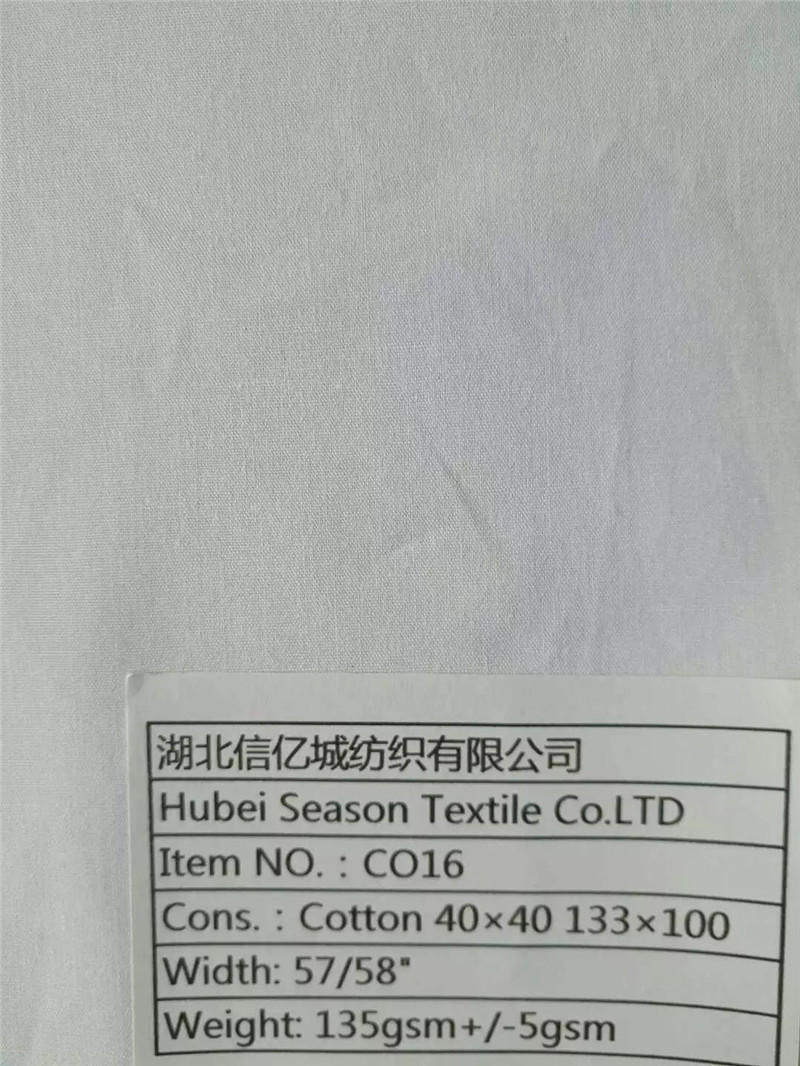 湖北信亿城纺织有限公司
Hubei Season Textile Co.LTD
Item NO. : CO16
Cons. : Cotton 40×40 133×100
Width: 57/58"
Weight: 135gsm+/-5gsm